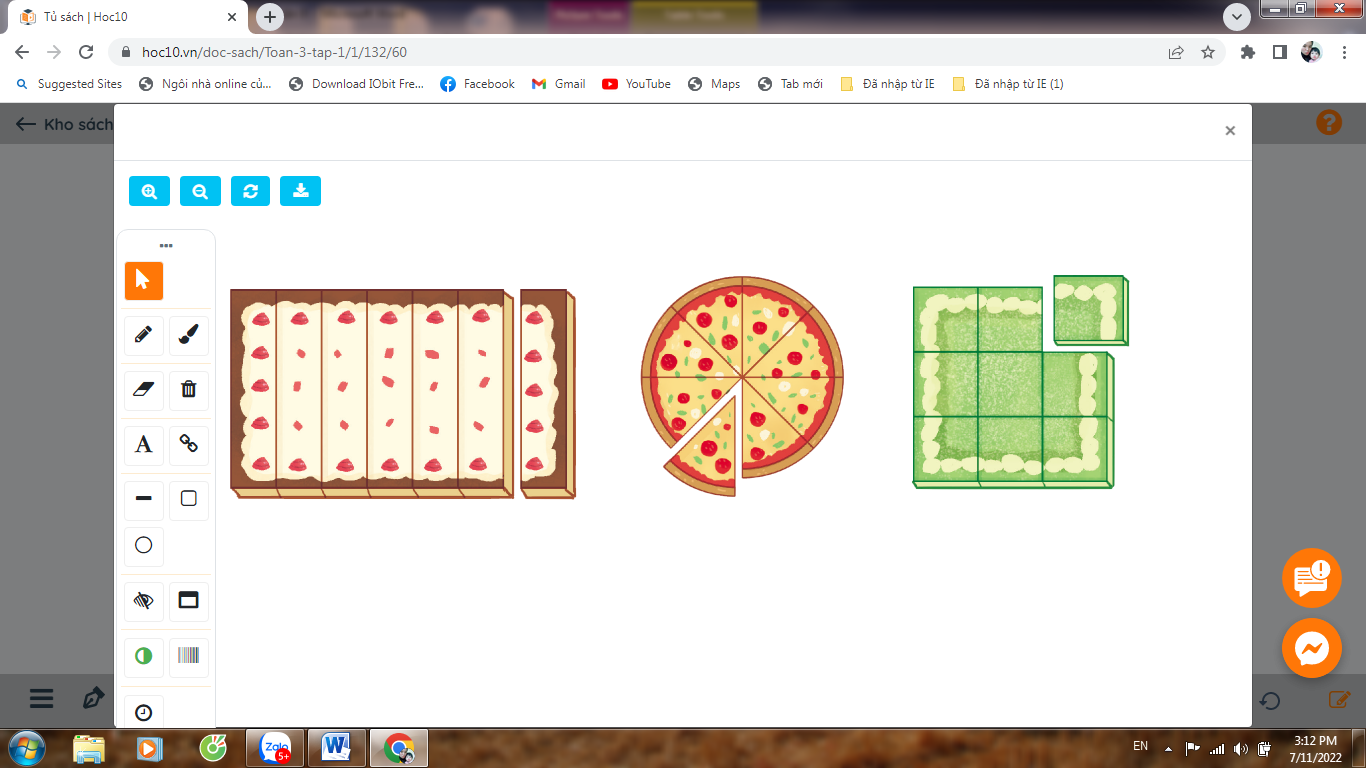 Tủ sách | Hoc10
hoc10.vn/doc-sach/Toan-3-tap-1/1/132/60
Suggested Sites
Ngôi nhà online củ...
Download IObit Fre...
Facebook
Gmail
YouTube
Maps
Tab mới
Đã nhập từ IE
Đã nhập từ IE (1)
Kho sách
A
Zalo
5+
EN
3:12 PM
7/11/2022